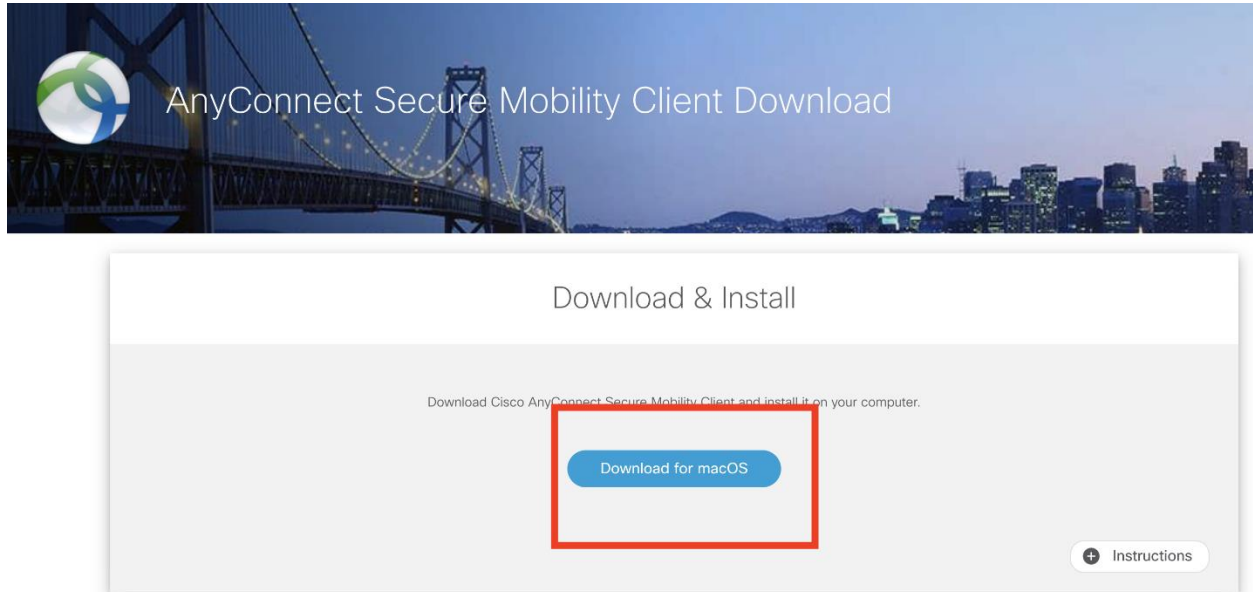 AnyConnect Secure Mobility Client Download
Download & Install
Download Cisco AnyConnect Secure Mobility Client and install it on your computer.
Download for macOS
Instructions